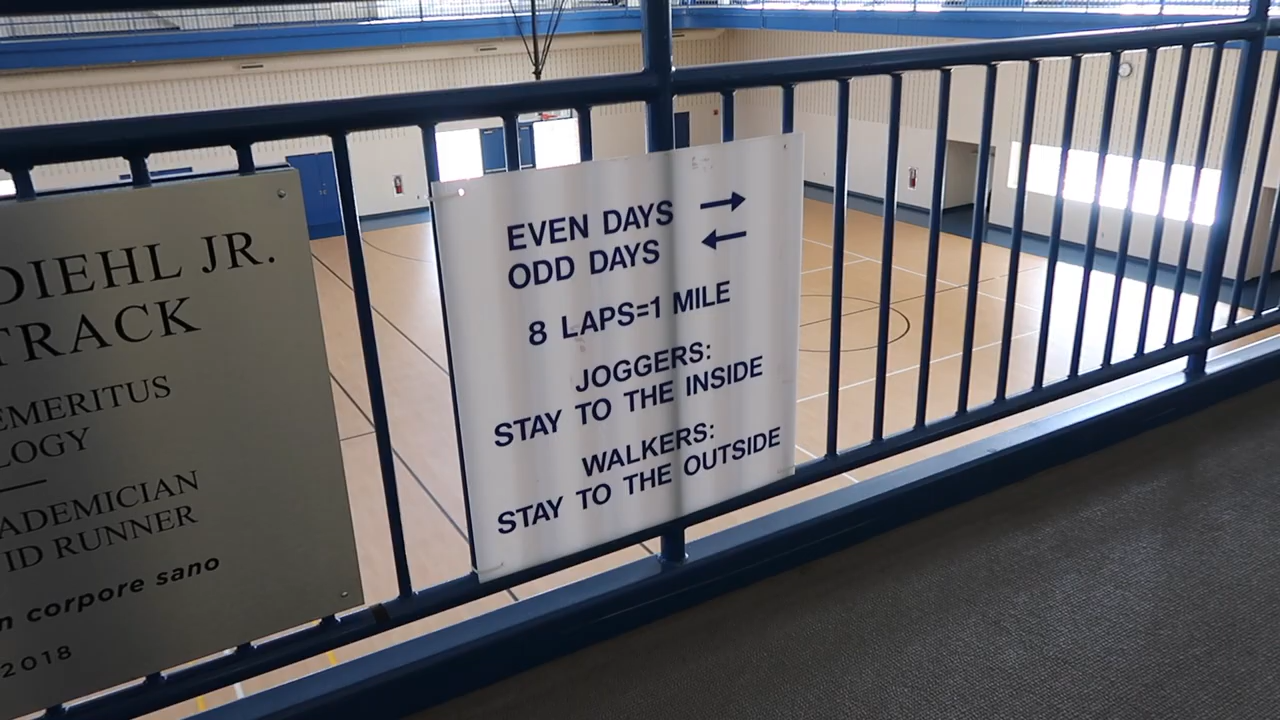 DIEHL JR.
TRACK
EMERITUS
LOGY
ADEMICIAN
ID RUNNER
n corpore sano
2018
EVEN DAYS →
ODD DAYS ←
8 LAPS=1 MILE
JOGGERS:
STAY TO THE INSIDE
WALKERS:
STAY TO THE OUTSIDE